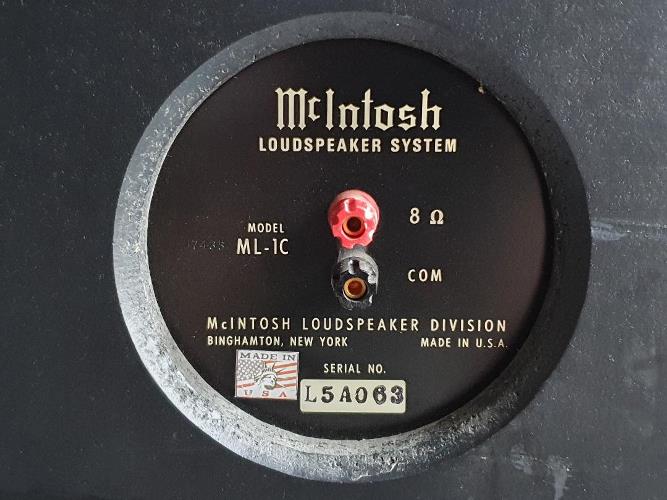 McIntosh
LOUDSPEAKER SYSTEM
8 Ω
MODEL
ML-1C
COM
McINTOSH LOUDSPEAKER DIVISION
BINGHAMTON, NEW YORK MADE IN U.S.A.
MADE IN
USA
SERIAL NO.
L5A063